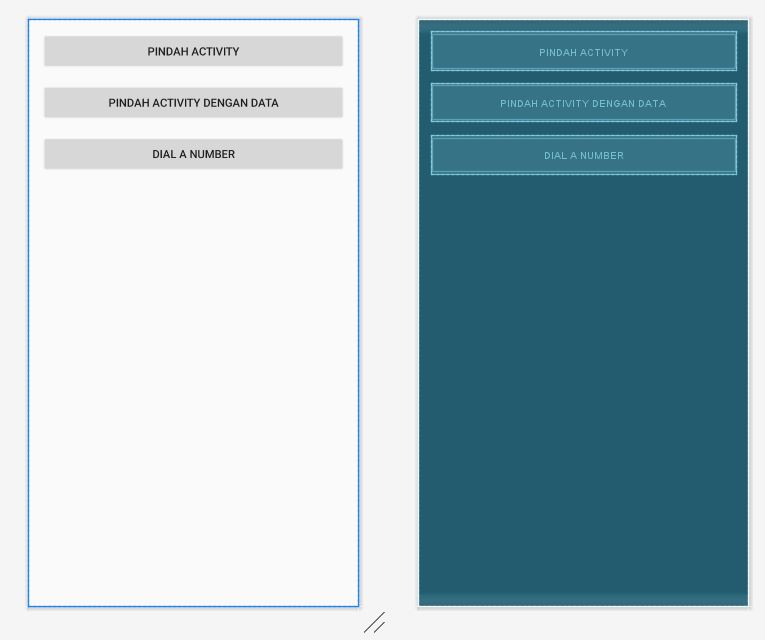 PINDAH ACTIVITY
PINDAH ACTIVITY DENGAN DATA
DIAL A NUMBER
PINDAH ACTIVITY
PINDAH ACTIVITY DENGAN DATA
DIAL A NUMBER